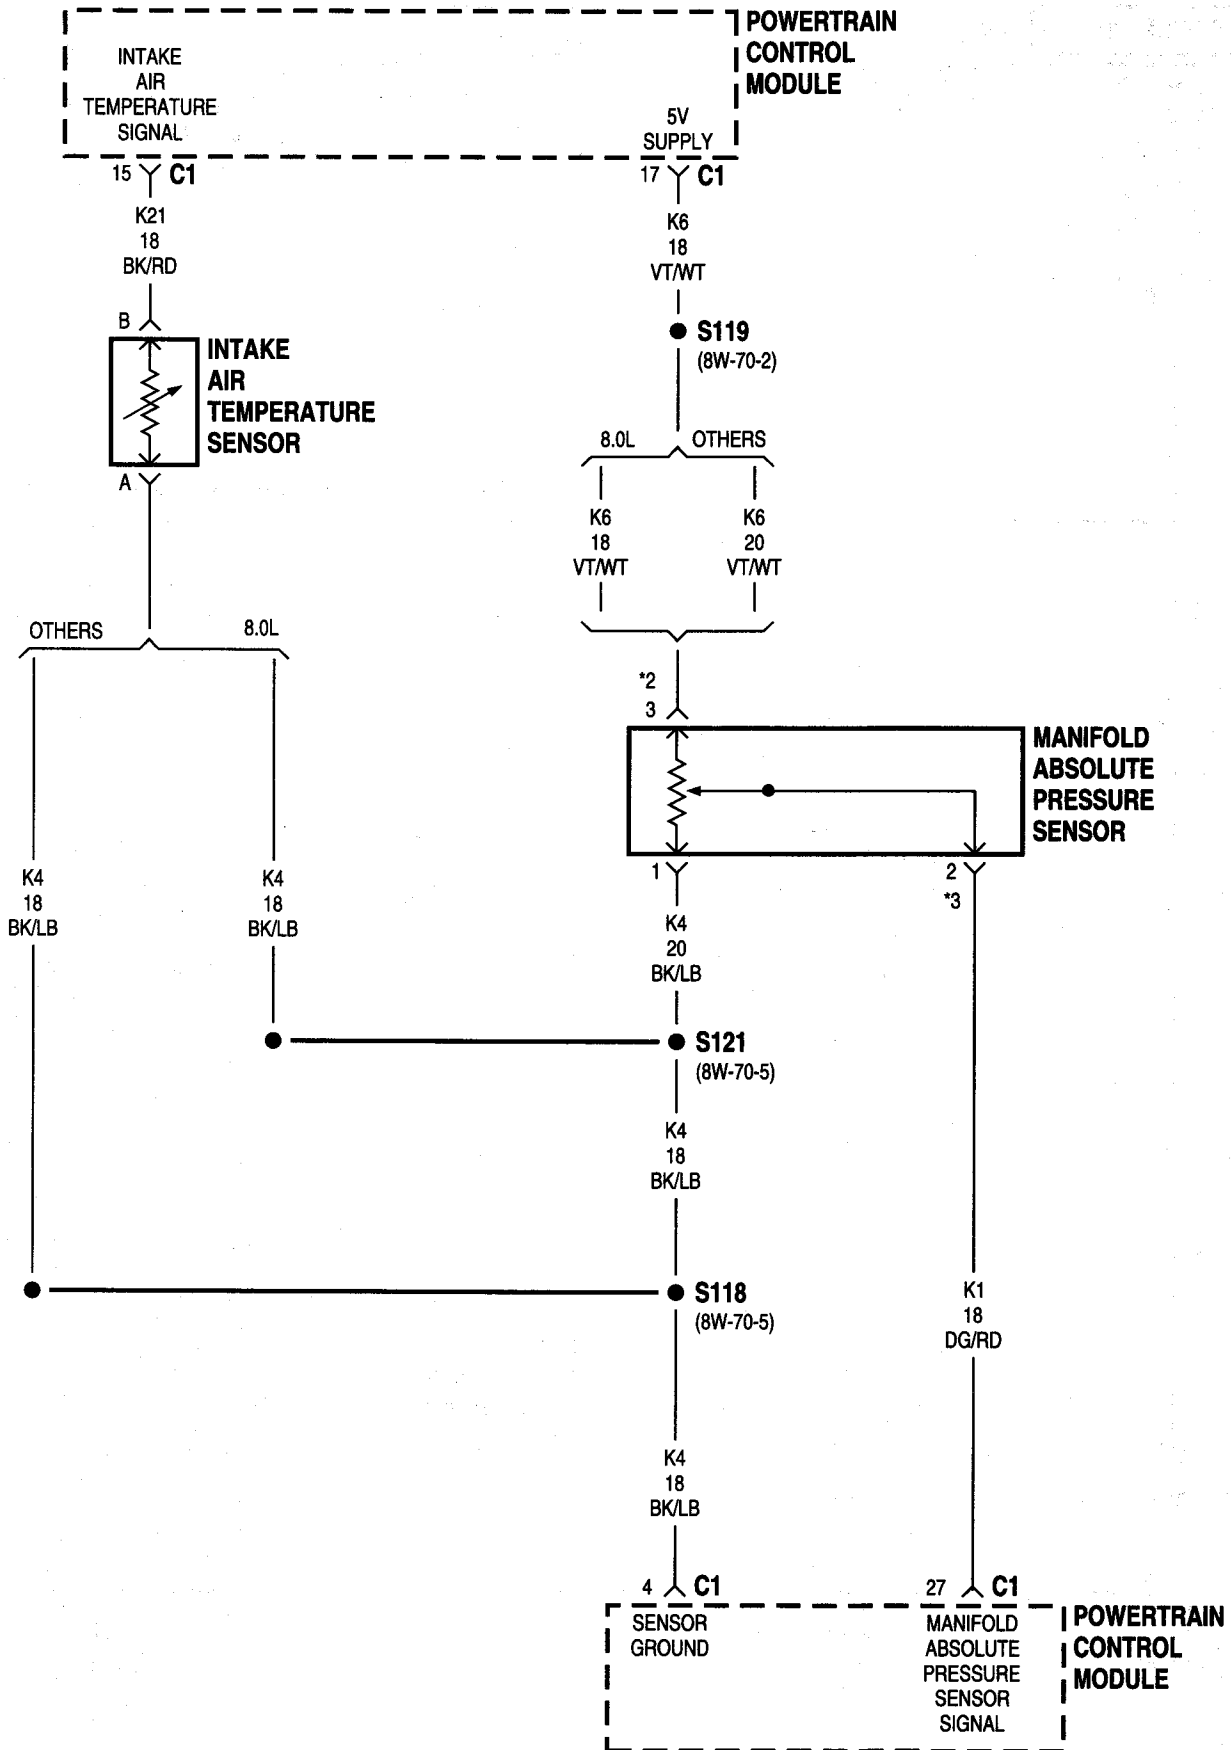 POWERTRAIN
CONTROL
MODULE
INTAKE
AIR
TEMPERATURE
SIGNAL
5V
SUPPLY
15 C1
17 C1
K21
18
BK/RD
K6
18
VT/WT
B
S119
(8W-70-2)
INTAKE
AIR
TEMPERATURE
SENSOR
A
8.0L OTHERS
K6
18
VT/WT
K6
20
VT/WT
OTHERS 8.0L
*2
3
MANIFOLD
ABSOLUTE
PRESSURE
SENSOR
1
2
*3
K4
18
BK/LB
K4
18
BK/LB
K4
20
BK/LB
S121
(8W-70-5)
K4
18
BK/LB
S118
(8W-70-5)
K1
18
DG/RD
K4
18
BK/LB
4 C1
27 C1
SENSOR
GROUND
MANIFOLD
ABSOLUTE
PRESSURE
SENSOR
SIGNAL
POWERTRAIN
CONTROL
MODULE